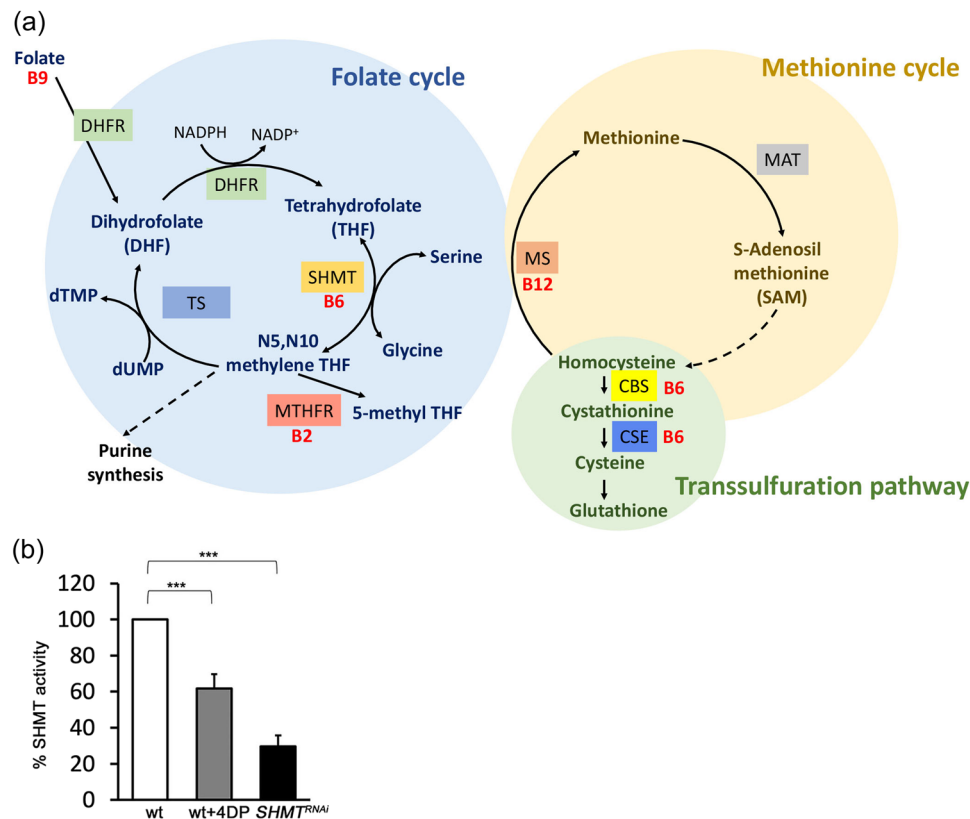 (a)
Folate
B9
Folate cycle
Methionine cycle
DHFR
NADPH
NADP⁺
DHFR
Dihydrofolate
(DHF)
Tetrahydrofolate
(THF)
Serine
SHMT
B6
dTMP
TS
dUMP
N5,N10
methylene THF
Glycine
MTHFR
B2
5-methyl THF
Purine
synthesis
Methionine
MAT
MS
B12
S-Adenosil
methionine
(SAM)
Homocysteine
CBS
B6
Cystathionine
CSE
B6
Cysteine
Glutathione
Transsulfuration pathway
(b)
***
***
% SHMT activity
120
100
80
60
40
20
0
wt
wt+4DP
SHMTᴿᴺᴬⁱ